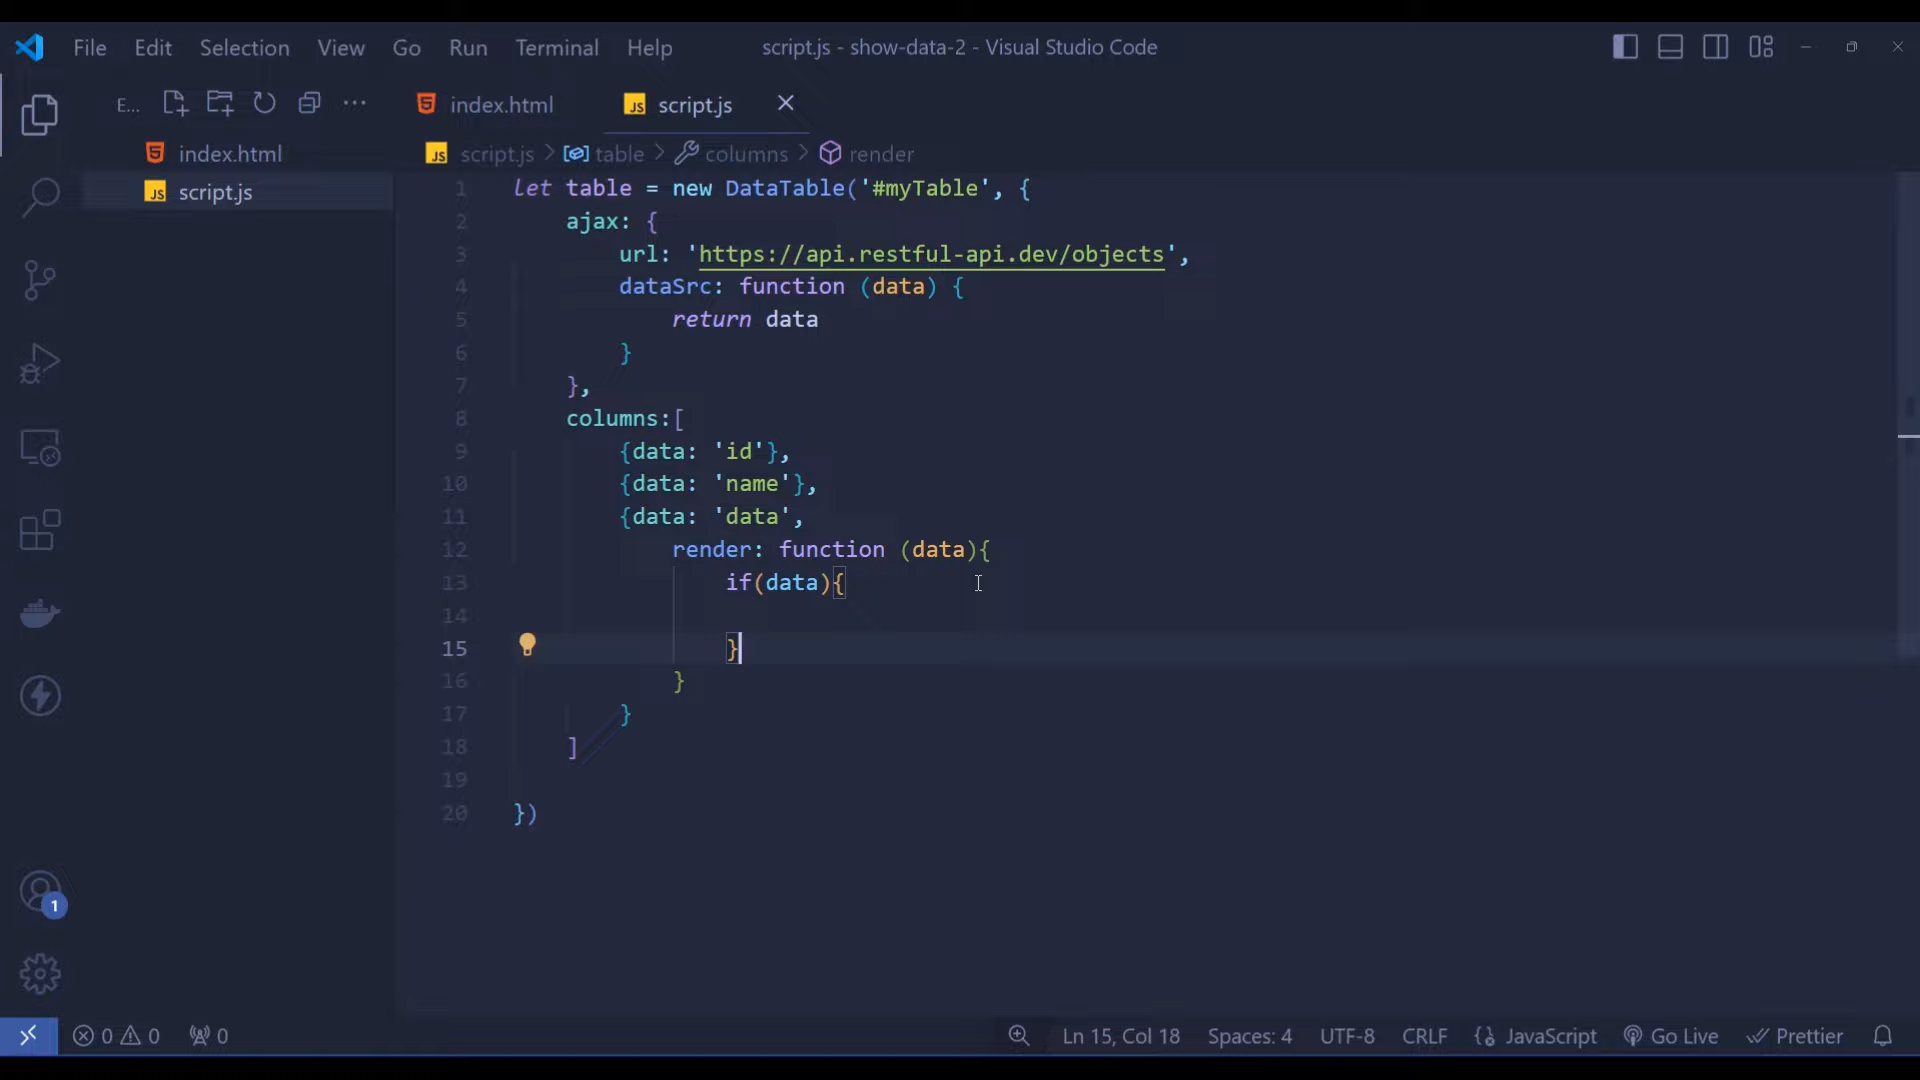 File Edit Selection View Go Run Terminal Help script.js - show-data-2 - Visual Studio Code
E... index.html script.js
index.html
script.js
script.js > table > columns > render
1 let table = new DataTable('#myTable', {
2 ajax: {
3 url: 'https://api.restful-api.dev/objects',
4 dataSrc: function (data) {
5 return data
6 }
7 },
8 columns:[
9 {data: 'id'},
10 {data: 'name'},
11 {data: 'data',
12 render: function (data){
13 if(data){
14
15 }
16 }
17 }
18 ]
19
20 })
1
0 0 0 Ln 15, Col 18 Spaces: 4 UTF-8 CRLF JavaScript Go Live Prettier